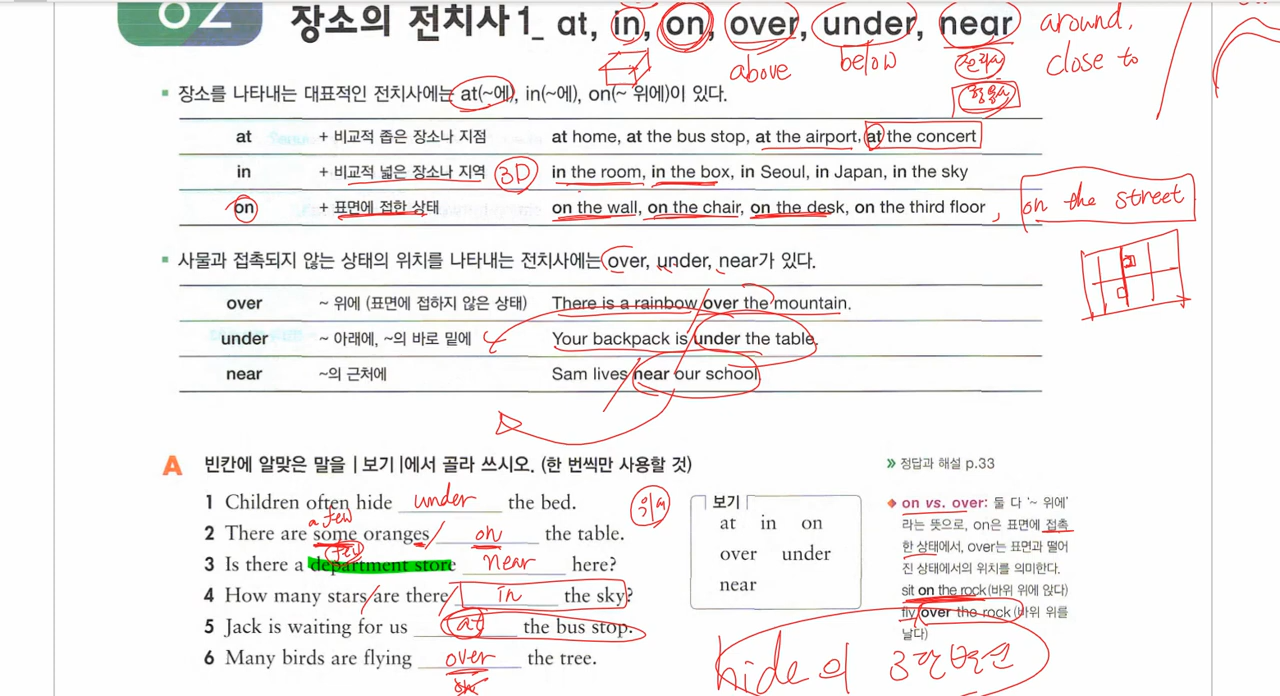 02 장소의 전치사 1_ at, in, on, over, under, near around,
above below close to
전치사
형용사
장소를 나타내는 대표적인 전치사에는 at(~에), in(~에), on(~ 위에)이 있다.
at + 비교적 좁은 장소나 지점 at home, at the bus stop, at the airport, at the concert
in + 비교적 넓은 장소나 지역 3D in the room, in the box, in Seoul, in Japan, in the sky
on + 표면에 접한 상태 on the wall, on the chair, on the desk, on the third floor , on the street
사물과 접촉되지 않는 상태의 위치를 나타내는 전치사에는 over, under, near가 있다.
over ~ 위에 (표면에 접하지 않은 상태) There is a rainbow over the mountain.
under ~ 아래에, ~의 바로 밑에 Your backpack is under the table.
near ~의 근처에 Sam lives near our school.
A 빈칸에 알맞은 말을 |보기|에서 골라 쓰시오. (한 번씩만 사용할 것)
1 Children often hide under the bed.
a few
2 There are some oranges on the table.
few
3 Is there a department store near here?
4 How many stars are there in the sky?
5 Jack is waiting for us at the bus stop.
6 Many birds are flying over the tree.
on
보기
at in on
over under
near
» 정답과 해설 p.33
on vs. over: 둘 다 '~ 위에'
라는 뜻으로, on은 표면에 접촉
한 상태에서, over는 표면과 떨어
진 상태에서의 위치를 의미한다.
sit on the rock(바위 위에 앉다)
fly over the rock(바위 위를
날다)
hide의 3단변신